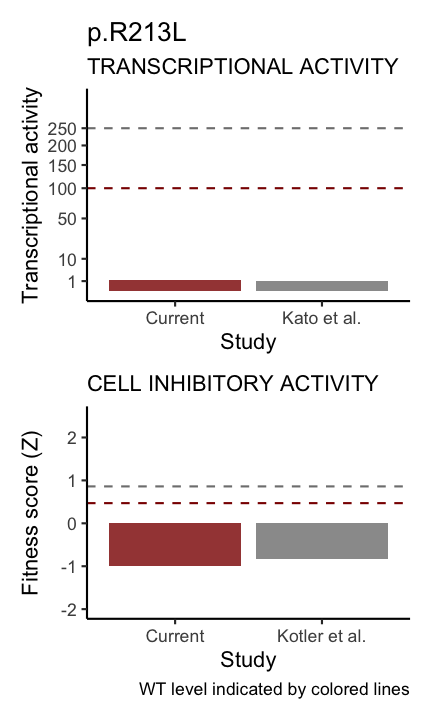 p.R213L
TRANSCRIPTIONAL ACTIVITY
Transcriptional activity
250
200
150
100
50
10
1
Current
Kato et al.
Study
CELL INHIBITORY ACTIVITY
Fitness score (Z)
2
1
0
-1
-2
Current
Kotler et al.
Study
WT level indicated by colored lines